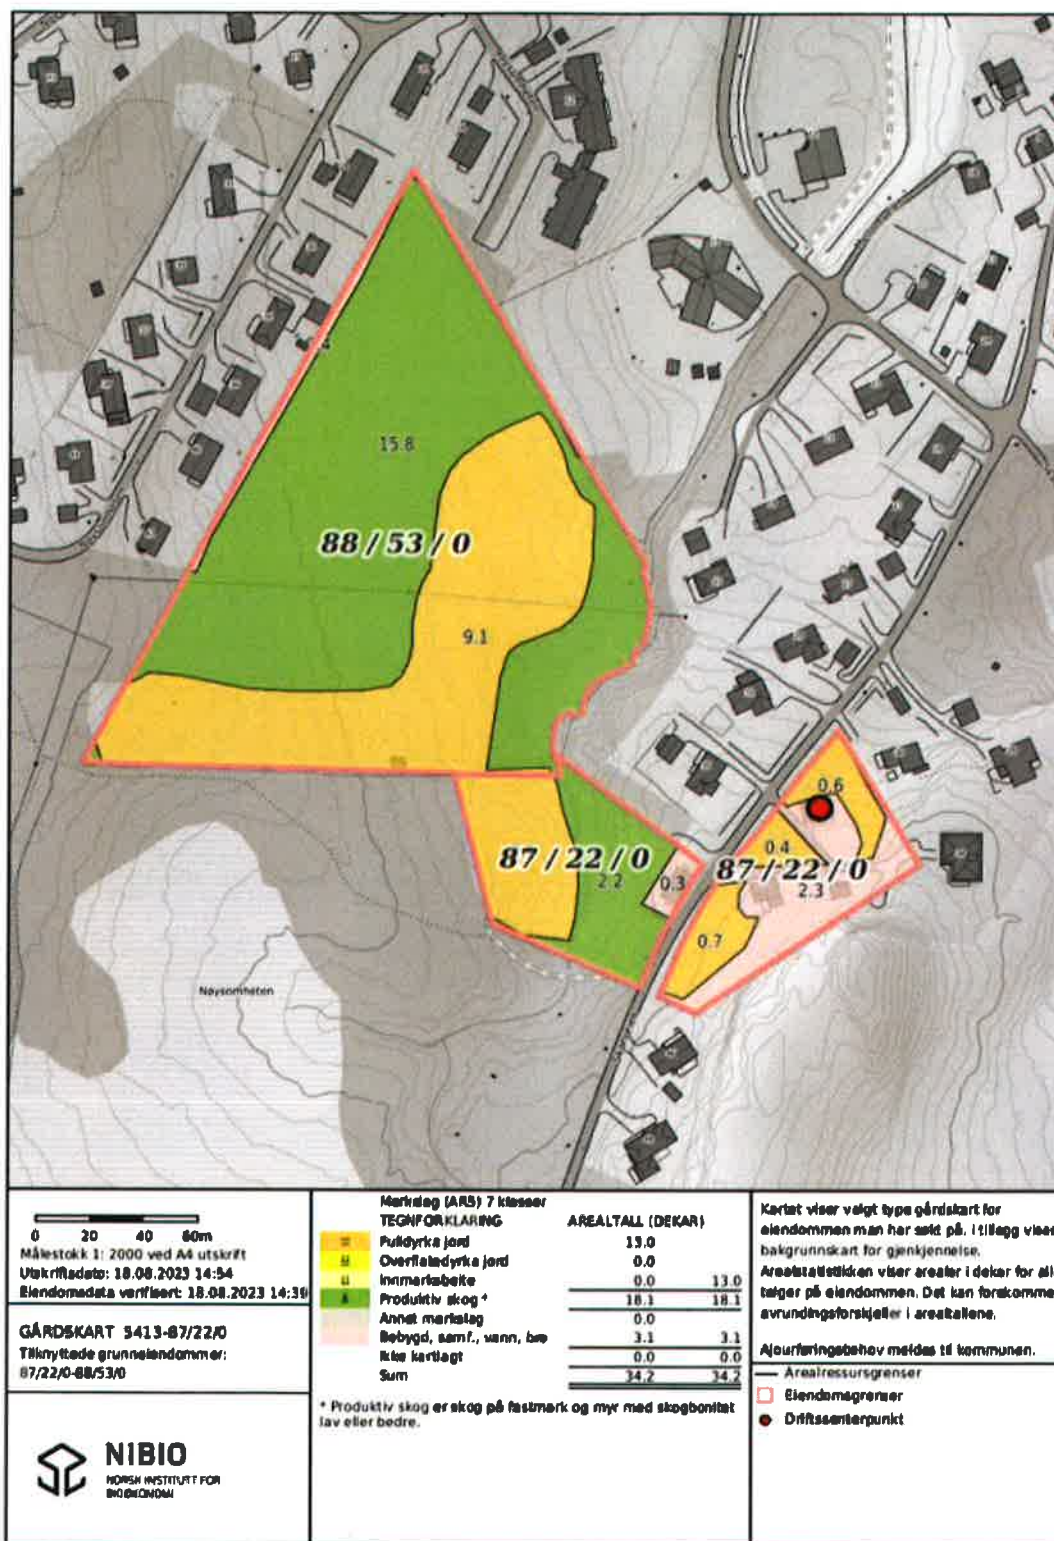 15.8
88 / 53 / 0
9.1
0.6
87 / 22 / 0
2.2
0.3
0.4
87 / 22 / 0
2.3
0.7
Nøysomheten
0 20 40 60m
Målestokk 1: 2000 ved A4 utskrift
Utskriftsdato: 18.08.2023 14:54
Eiendomsdata verifisert: 18.08.2023 14:39
GÅRDSKART 5413-87/22/0
Tilknyttede grunneiendommer:
87/22/0-88/53/0
NIBIO
NORSK INSTITUTT FOR
BIOØKONOMI
Markslag (AR5) 7 klasser
TEGNFORKLARING AREALTALL (DEKAR)
Fulldyrka jord 13.0
Overflatedyrka jord 0.0
Innmarksbeite 0.0 13.0
Produktiv skog * 18.1 18.1
Annet markslag 0.0
Bebygd, samf., vann, bre 3.1 3.1
Ikke kartlagt 0.0 0.0
Sum 34.2 34.2
* Produktiv skog er skog på fastmark og myr med skogbonitet
lav eller bedre.
Kartet viser valgt type gårdskart for
eiendommen man har søkt på. I tillegg vises
bakgrunnskart for gjenkjennelse.
Arealstatistikken viser arealer i dekar for alle
teiger på eiendommen. Det kan forekomme
avrundingsforskjeller i arealtallene.
Ajourføringsbehov meldes til kommunen.
Arealressursgrenser
Eiendomsgrenser
Driftssenterpunkt